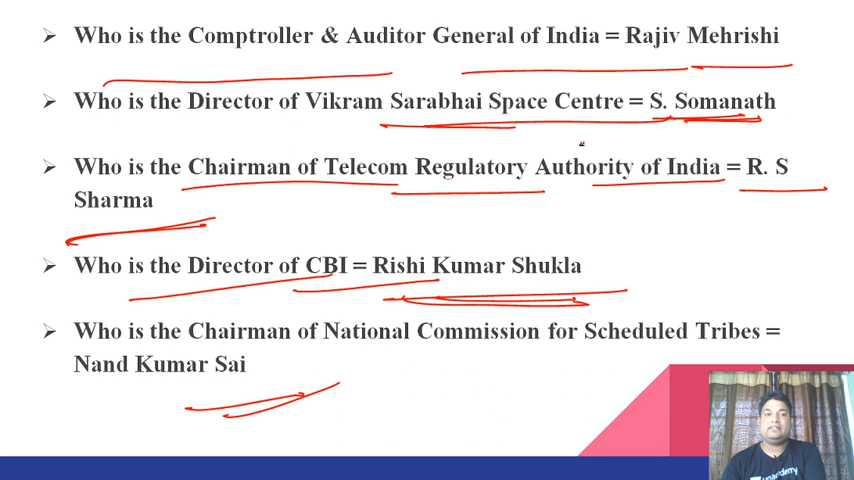 Who is the Comptroller & Auditor General of India = Rajiv Mehrishi
Who is the Director of Vikram Sarabhai Space Centre = S. Somanath
Who is the Chairman of Telecom Regulatory Authority of India = R. S
Sharma
Who is the Director of CBI = Rishi Kumar Shukla
Who is the Chairman of National Commission for Scheduled Tribes =
Nand Kumar Sai